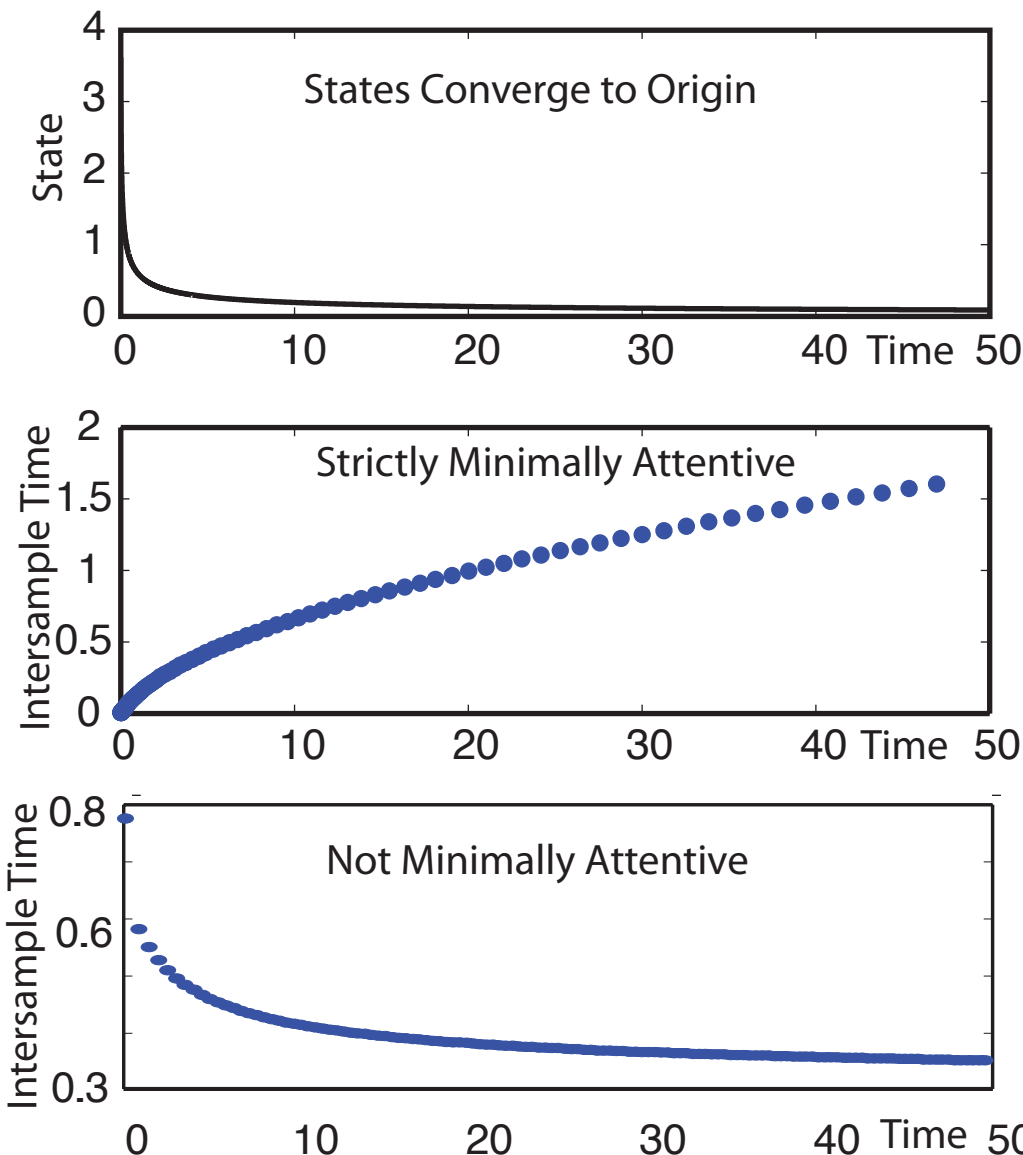 4
States Converge to Origin
3
State
2
1
0
0 10 20 30 40 Time 50
2
Strictly Minimally Attentive
Intersample Time
1.5
1
0.5
0
0 10 20 30 40 Time 50
0.8
Not Minimally Attentive
Intersample Time
0.6
0.3
0 10 20 30 40 Time 50